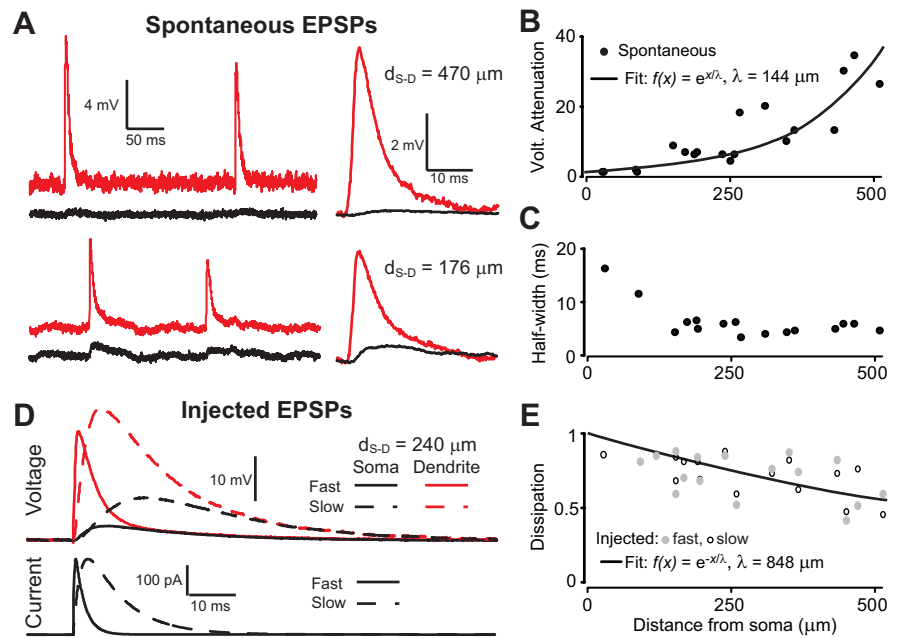 A
Spontaneous EPSPs
4 mV
50 ms
d_S-D = 470 µm
2 mV
10 ms
d_S-D = 176 µm
B
Volt. Attenuation
40
20
0
Spontaneous
Fit: f(x) = e^x/λ, λ = 144 µm
0
250
500
C
Half-width (ms)
20
10
0
0
250
500
D
Injected EPSPs
Voltage
d_S-D = 240 µm
Soma Dendrite
Fast
Slow
10 mV
Current
100 pA
10 ms
Fast
Slow
E
Dissipation
1
0.5
0
Injected: fast, slow
Fit: f(x) = e^-x/λ, λ = 848 µm
0
250
500
Distance from soma (µm)